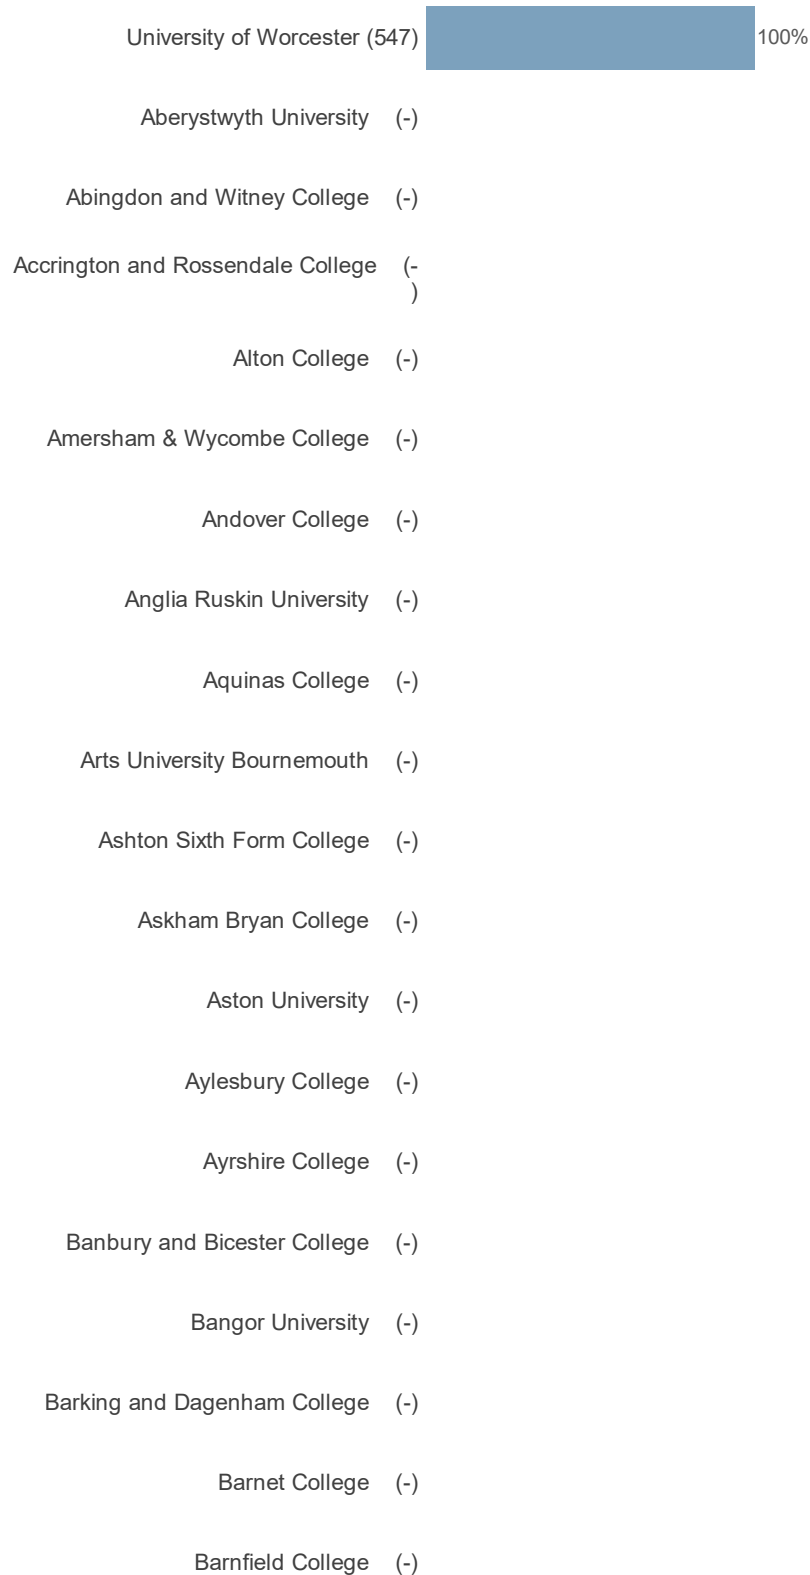 University of Worcester (547) 100%
Aberystwyth University (-)
Abingdon and Witney College (-)
Accrington and Rossendale College (-
)
Alton College (-)
Amersham & Wycombe College (-)
Andover College (-)
Anglia Ruskin University (-)
Aquinas College (-)
Arts University Bournemouth (-)
Ashton Sixth Form College (-)
Askham Bryan College (-)
Aston University (-)
Aylesbury College (-)
Ayrshire College (-)
Banbury and Bicester College (-)
Bangor University (-)
Barking and Dagenham College (-)
Barnet College (-)
Barnfield College (-)